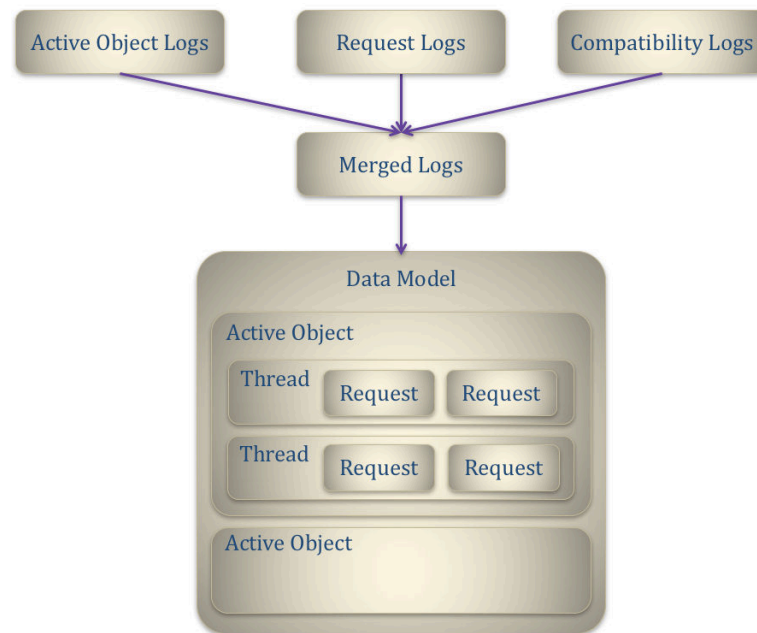 Active Object Logs
Request Logs
Compatibility Logs
Merged Logs
Data Model
Active Object
Thread
Request
Request
Thread
Request
Request
Active Object